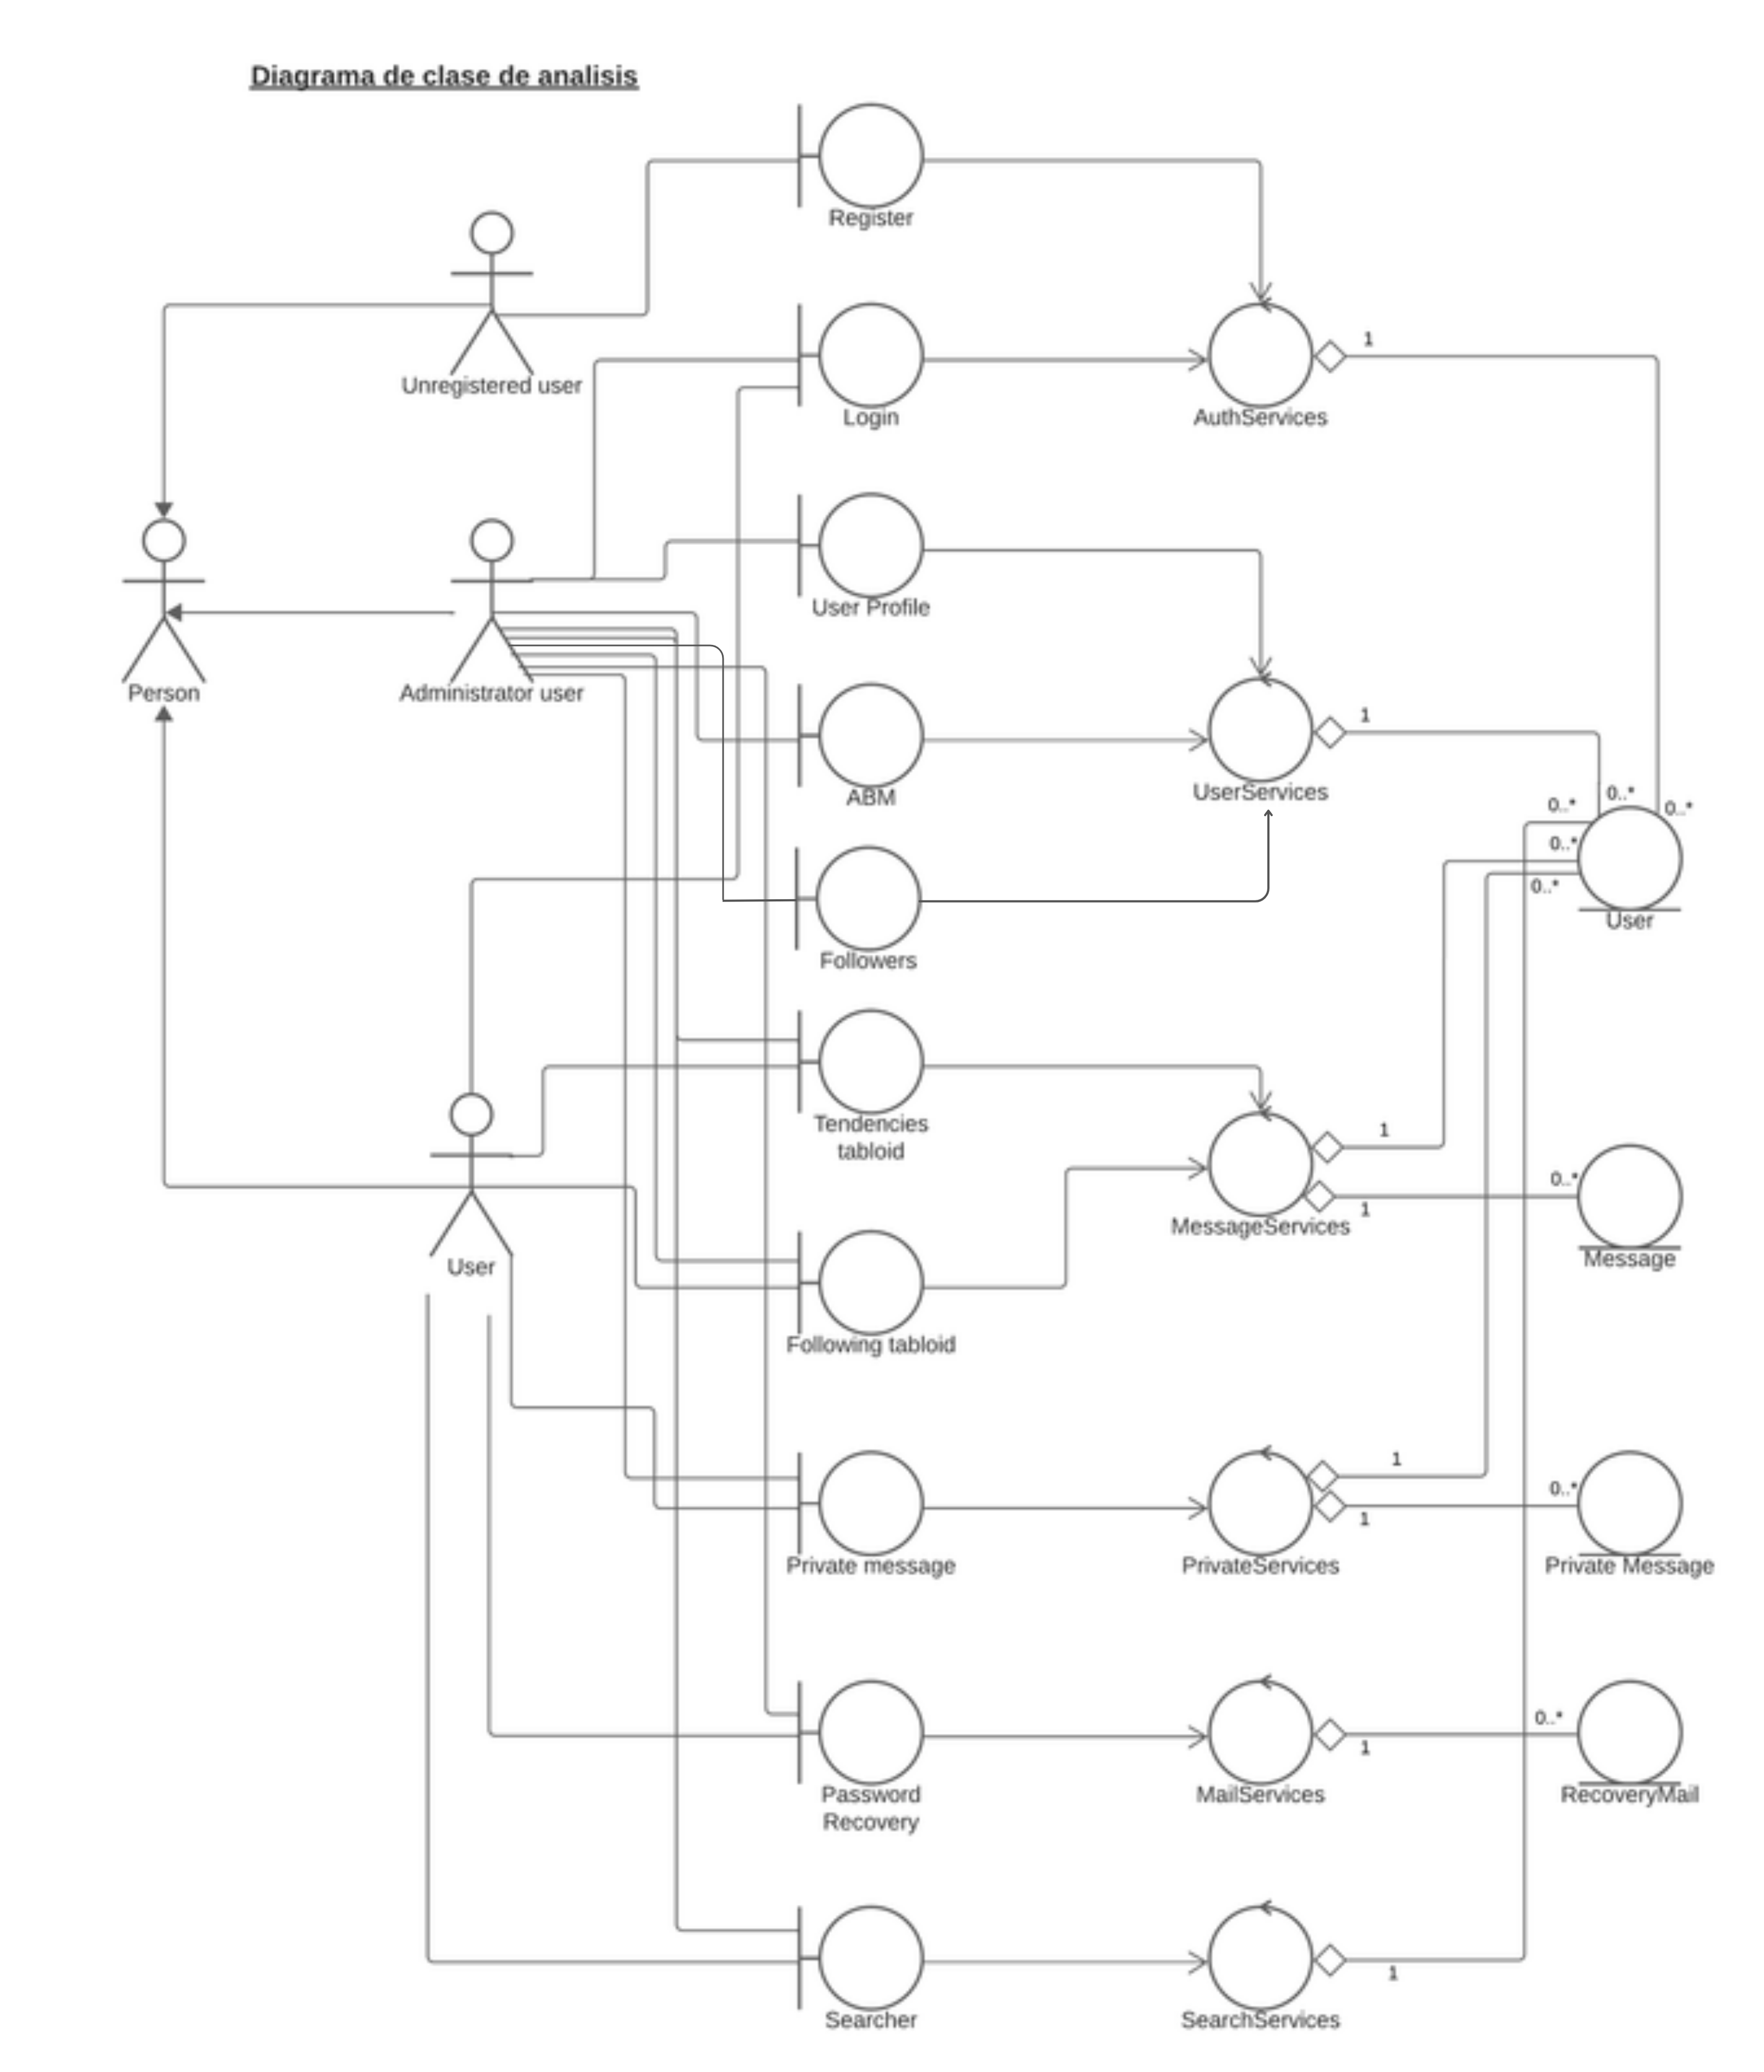 Diagrama de clase de analisis
Register
Unregistered user
Login
AuthServices
1
User Profile
Person
Administrator user
ABM
UserServices
1
0..*
0..*
0..*
0..*
0..*
User
Followers
Tendencies
tabloid
User
MessageServices
1
1
0..*
Message
Following tabloid
Private message
PrivateServices
1
1
0..*
Private Message
Password
Recovery
MailServices
1
0..*
RecoveryMail
Searcher
SearchServices
1